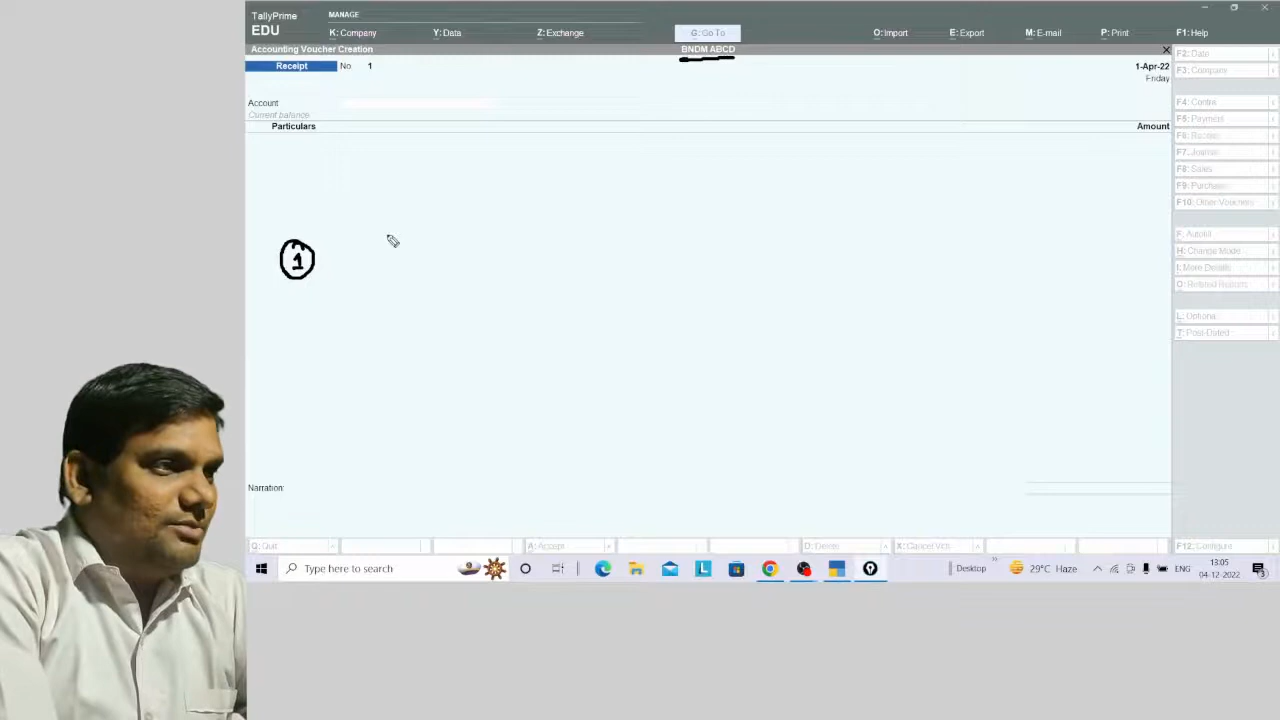 TallyPrime
EDU
MANAGE
K: Company
Y: Data
Z: Exchange
G: Go To
O: Import
E: Export
M: E-mail
P: Print
F1: Help
Accounting Voucher Creation
BNDM ABCD
F2: Date
Receipt
No
1
1-Apr-22
F3: Company
Friday
Account
F4: Contra
Current balance
F5: Payment
Particulars
Amount
F6: Receipt
F7: Journal
F8: Sales
F9: Purchase
F10: Other Vouchers
F: Autofill
1
H: Change Mode
I: More Details
O: Related Reports
L: Optional
T: Post-Dated
Narration:
Q: Quit
A: Accept
D: Delete
X: Cancel Vch
F12: Configure
Type here to search
Desktop
29°C Haze
ENG
13:05
04-12-2022
3